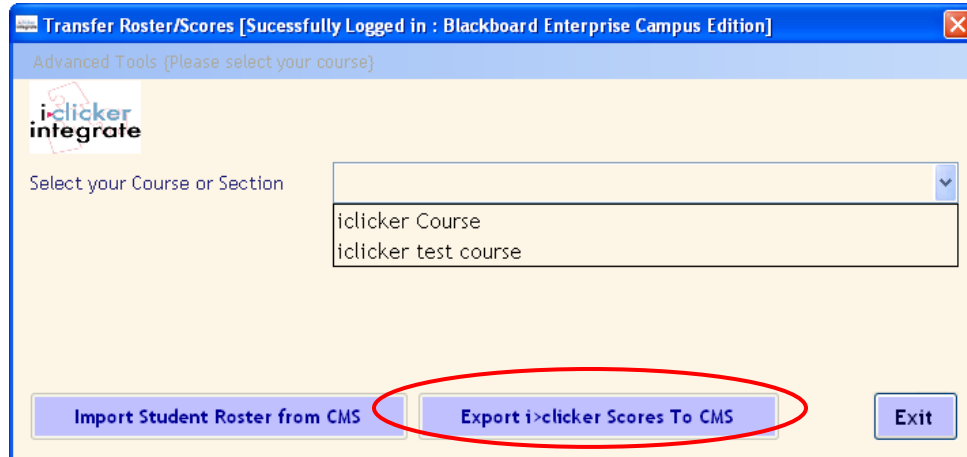 Transfer Roster/Scores [Sucessfully Logged in : Blackboard Enterprise Campus Edition]
Advanced Tools {Please select your course}
i>clicker
integrate
Select your Course or Section
iclicker Course
iclicker test course
Import Student Roster from CMS
Export i>clicker Scores To CMS
Exit